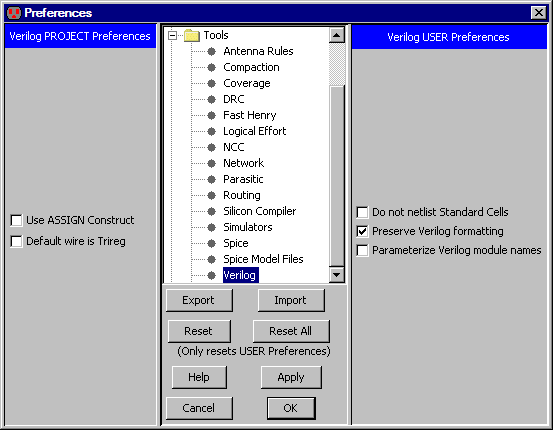 Preferences
Verilog PROJECT Preferences
Use ASSIGN Construct
Default wire is Trireg
Tools
Antenna Rules
Compaction
Coverage
DRC
Fast Henry
Logical Effort
NCC
Network
Parasitic
Routing
Silicon Compiler
Simulators
Spice
Spice Model Files
Verilog
Export Import
Reset Reset All
(Only resets USER Preferences)
Help Apply
Cancel OK
Verilog USER Preferences
Do not netlist Standard Cells
Preserve Verilog formatting
Parameterize Verilog module names